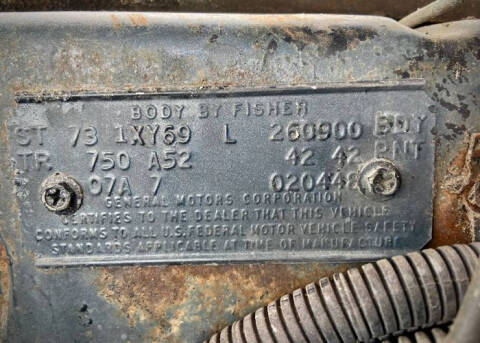 BODY BY FISHER
ST 73 1XY69 L 260900 BDY
TR 750 A52 42 42 PNT
07A 7 020448
GENERAL MOTORS CORPORATION
CERTIFIES TO THE DEALER THAT THIS VEHICLE
CONFORMS TO ALL U.S. FEDERAL MOTOR VEHICLE SAFETY
STANDARDS APPLICABLE AT TIME OF MANUFACTURE